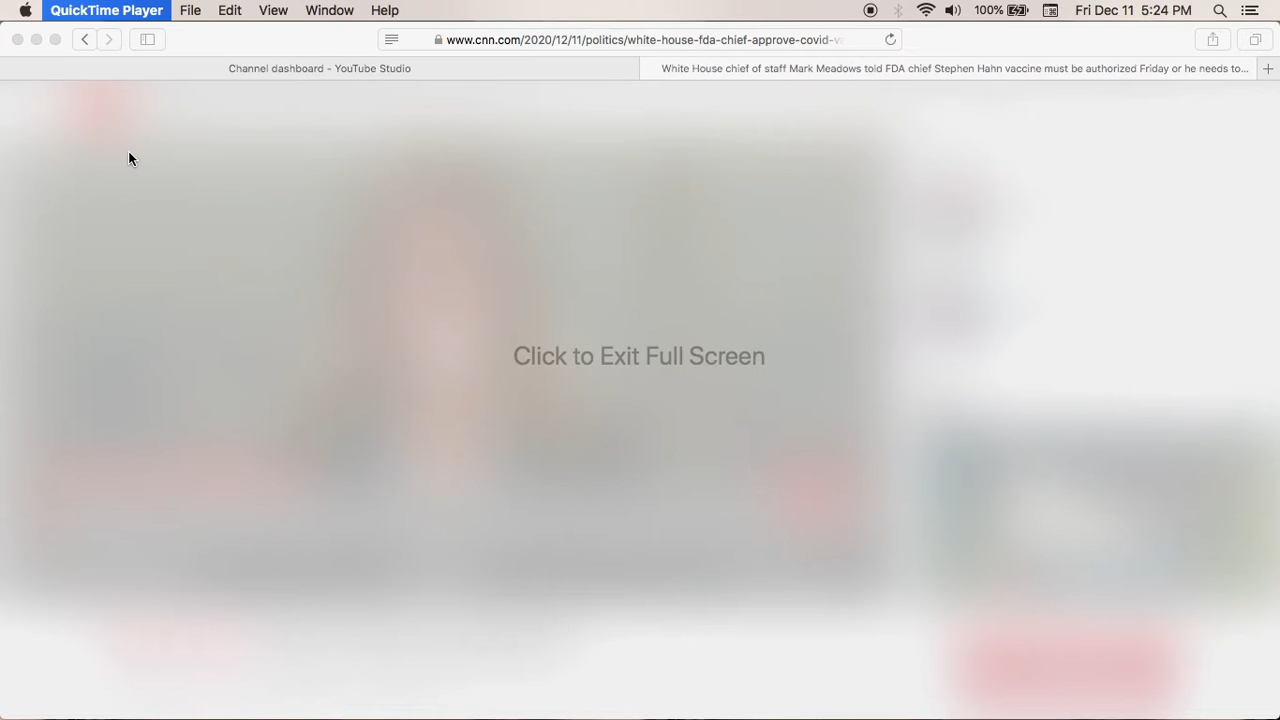 QuickTime Player File Edit View Window Help 100% Fri Dec 11 5:24 PM
www.cnn.com/2020/12/11/politics/white-house-fda-chief-approve-covid-va
Channel dashboard - YouTube Studio
White House chief of staff Mark Meadows told FDA chief Stephen Hahn vaccine must be authorized Friday or he needs to...
Click to Exit Full Screen